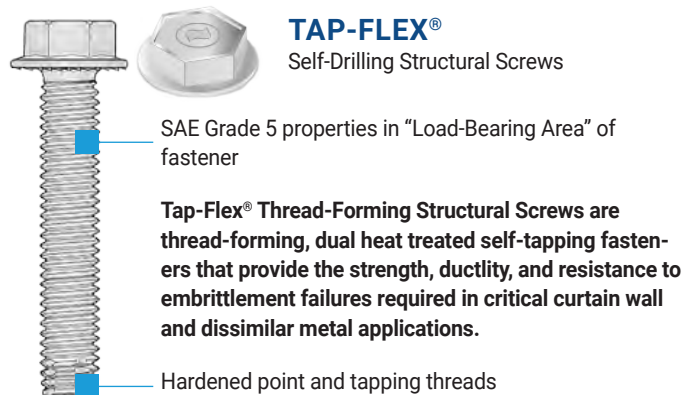 TAP-FLEX®
Self-Drilling Structural Screws
SAE Grade 5 properties in “Load-Bearing Area” of
fastener
Tap-Flex® Thread-Forming Structural Screws are
thread-forming, dual heat treated self-tapping fasten-
ers that provide the strength, ductlity, and resistance to
embrittlement failures required in critical curtain wall
and dissimilar metal applications.
Hardened point and tapping threads